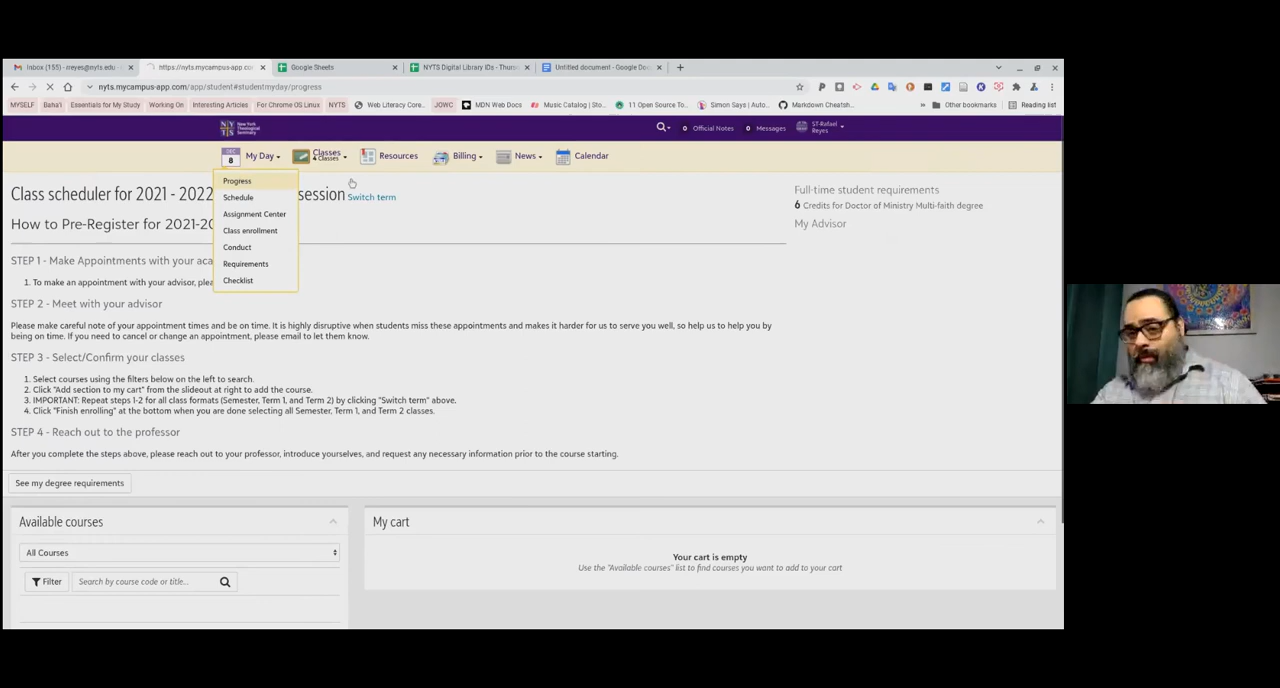 Inbox (155) - rreyes@nyts.edu -
https://nyts.mycampus-app.co
Google Sheets
NYTS Digital Library IDs - Thurs
Untitled document - Google Do
nyts.mycampus-app.com/app/student#studentmyday/progress
MYSELF
Baha'i
Essentials for My Study
Working On
Interesting Articles
For Chrome OS Linux
NYTS
Web Literacy Core...
JOWC
MDN Web Docs
Music Catalog | Sto...
11 Open Source To...
Simon Says | Auto...
Markdown Cheatsh...
»
Other bookmarks
Reading list
New York
Theological
Seminary
0 Official Notes
0 Messages
ST-Rafael
Reyes
DEC
8
My Day
Classes
4 Classes
Resources
Billing
News
Calendar
Progress
Schedule
Assignment Center
Class enrollment
Conduct
Requirements
Checklist
Class scheduler for 2021 - 2022
session
Switch term
How to Pre-Register for 2021-20
Full-time student requirements
6 Credits for Doctor of Ministry Multi-faith degree
My Advisor
STEP 1 - Make Appointments with your aca
1. To make an appointment with your advisor, plea
STEP 2 - Meet with your advisor
Please make careful note of your appointment times and be on time. It is highly disruptive when students miss these appointments and makes it harder for us to serve you well, so help us to help you by
being on time. If you need to cancel or change an appointment, please email to let them know.
STEP 3 - Select/Confirm your classes
1. Select courses using the filters below on the left to search.
2. Click "Add section to my cart" from the slideout at right to add the course.
3. IMPORTANT: Repeat steps 1-2 for all class formats (Semester, Term 1, and Term 2) by clicking "Switch term" above.
4. Click "Finish enrolling" at the bottom when you are done selecting all Semester, Term 1, and Term 2 classes.
STEP 4 - Reach out to the professor
After you complete the steps above, please reach out to your professor, introduce yourselves, and request any necessary information prior to the course starting.
See my degree requirements
Available courses
All Courses
Filter
Search by course code or title...
My cart
Your cart is empty
Use the "Available courses" list to find courses you want to add to your cart